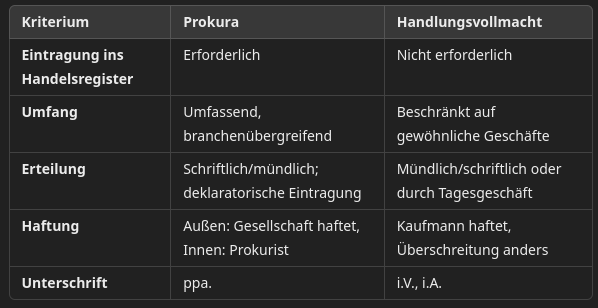 Kriterium Prokura Handlungsvollmacht
Eintragung ins Erforderlich Nicht erforderlich
Handelsregister
Umfang Umfassend, Beschränkt auf
branchenübergreifend gewöhnliche Geschäfte
Erteilung Schriftlich/mündlich; Mündlich/schriftlich oder
deklaratorische Eintragung durch Tagesgeschäft
Haftung Außen: Gesellschaft haftet, Kaufmann haftet,
Innen: Prokurist Überschreitung anders
Unterschrift ppa. i.V., i.A.